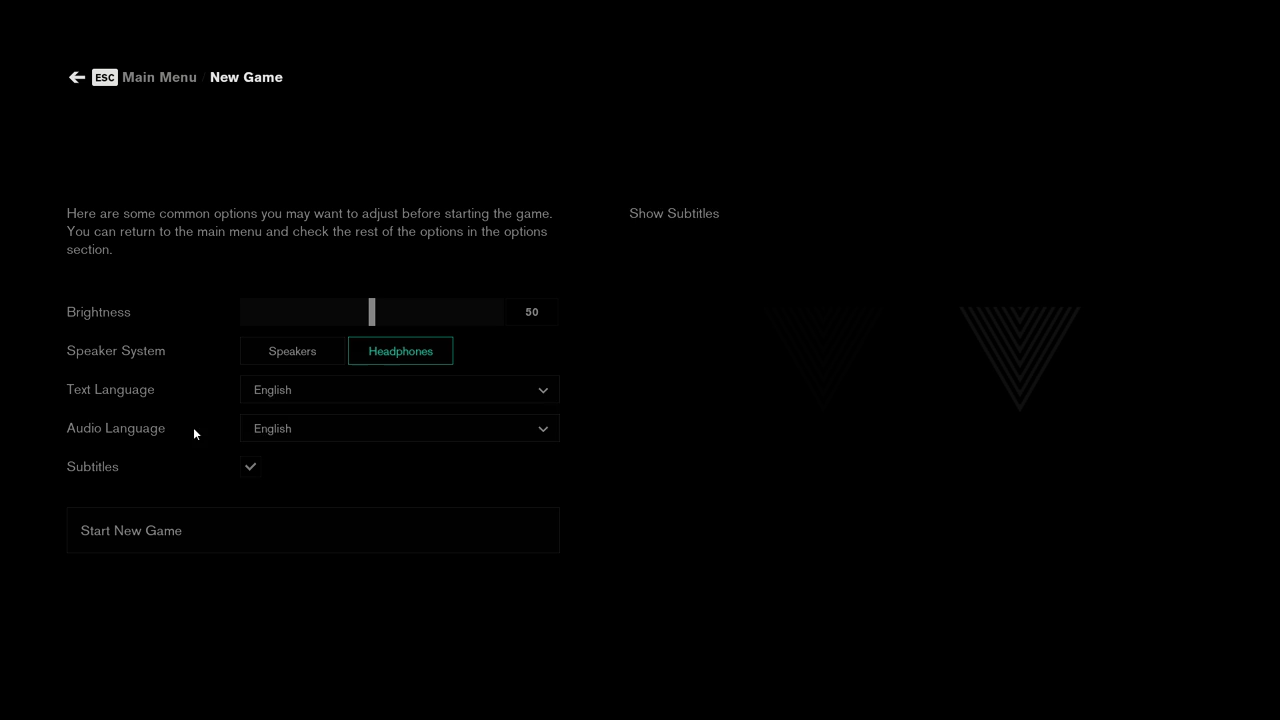 ESC Main Menu / New Game
Here are some common options you may want to adjust before starting the game.
You can return to the main menu and check the rest of the options in the options
section.
Show Subtitles
Brightness 50
Speaker System Speakers Headphones
Text Language English
Audio Language English
Subtitles
Start New Game